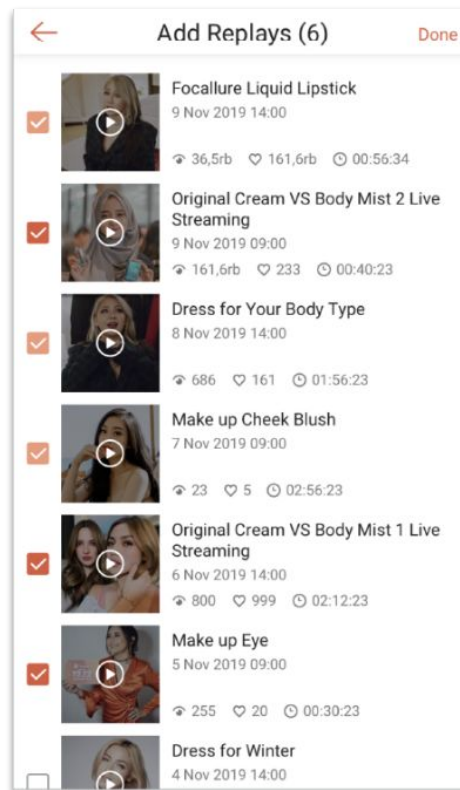 Add Replays (6)
Done
Focallure Liquid Lipstick
9 Nov 2019 14:00
36,5rb 161,6rb 00:56:34
Original Cream VS Body Mist 2 Live
Streaming
9 Nov 2019 09:00
161,6rb 233 00:40:23
Dress for Your Body Type
8 Nov 2019 14:00
686 161 01:56:23
Make up Cheek Blush
7 Nov 2019 09:00
23 5 02:56:23
Original Cream VS Body Mist 1 Live
Streaming
6 Nov 2019 14:00
800 999 02:12:23
Make up Eye
5 Nov 2019 09:00
255 20 00:30:23
Dress for Winter
4 Nov 2019 14:00